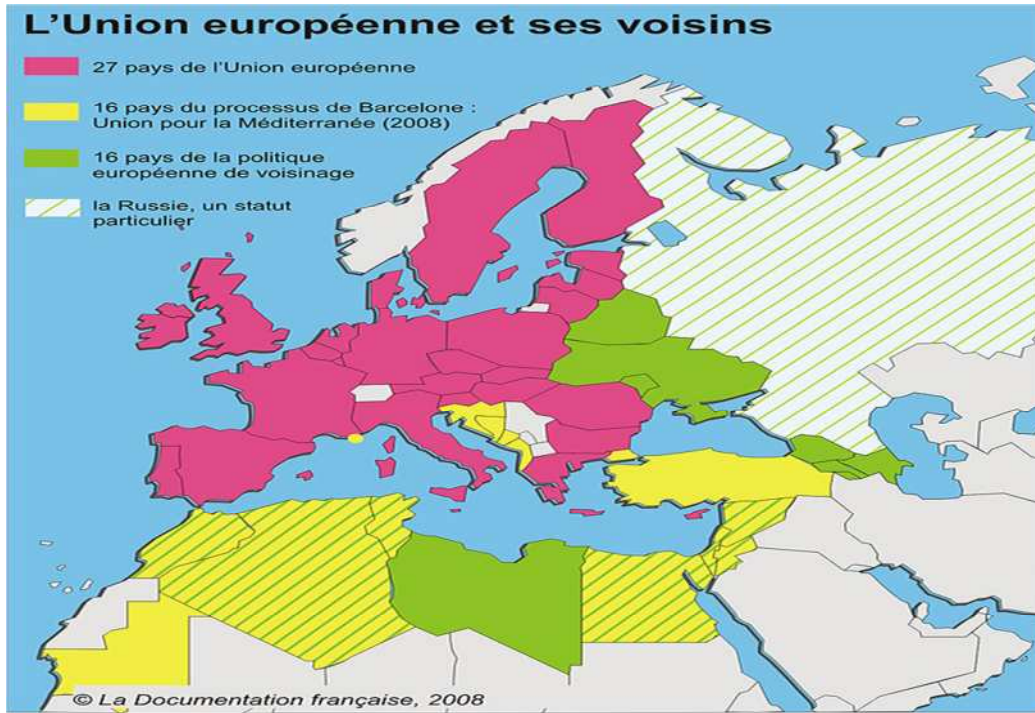 L'Union européenne et ses voisins
27 pays de l'Union européenne
16 pays du processus de Barcelone :
Union pour la Méditerranée (2008)
16 pays de la politique
européenne de voisinage
la Russie, un statut
particulier
© La Documentation française, 2008